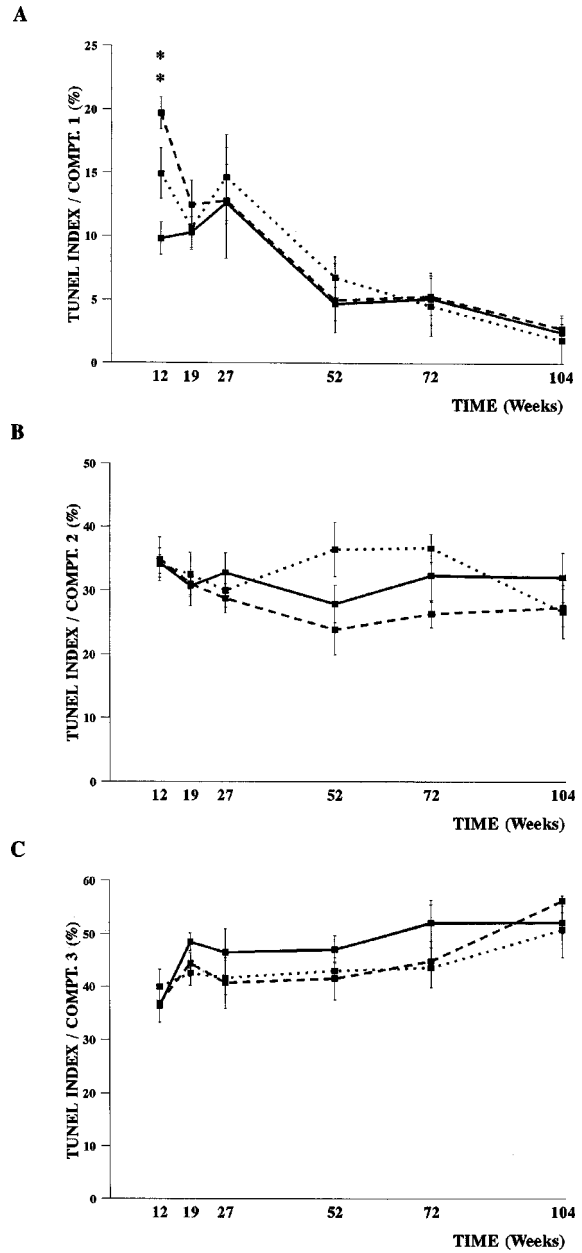 A
*
*
TUNEL INDEX / COMPT. 1 (%)
25
20
15
10
5
0
12 19 27 52 72 104
TIME (Weeks)
B
TUNEL INDEX / COMPT. 2 (%)
50
40
30
20
10
0
12 19 27 52 72 104
TIME (Weeks)
C
TUNEL INDEX / COMPT. 3 (%)
60
50
40
30
20
10
0
12 19 27 52 72 104
TIME (Weeks)